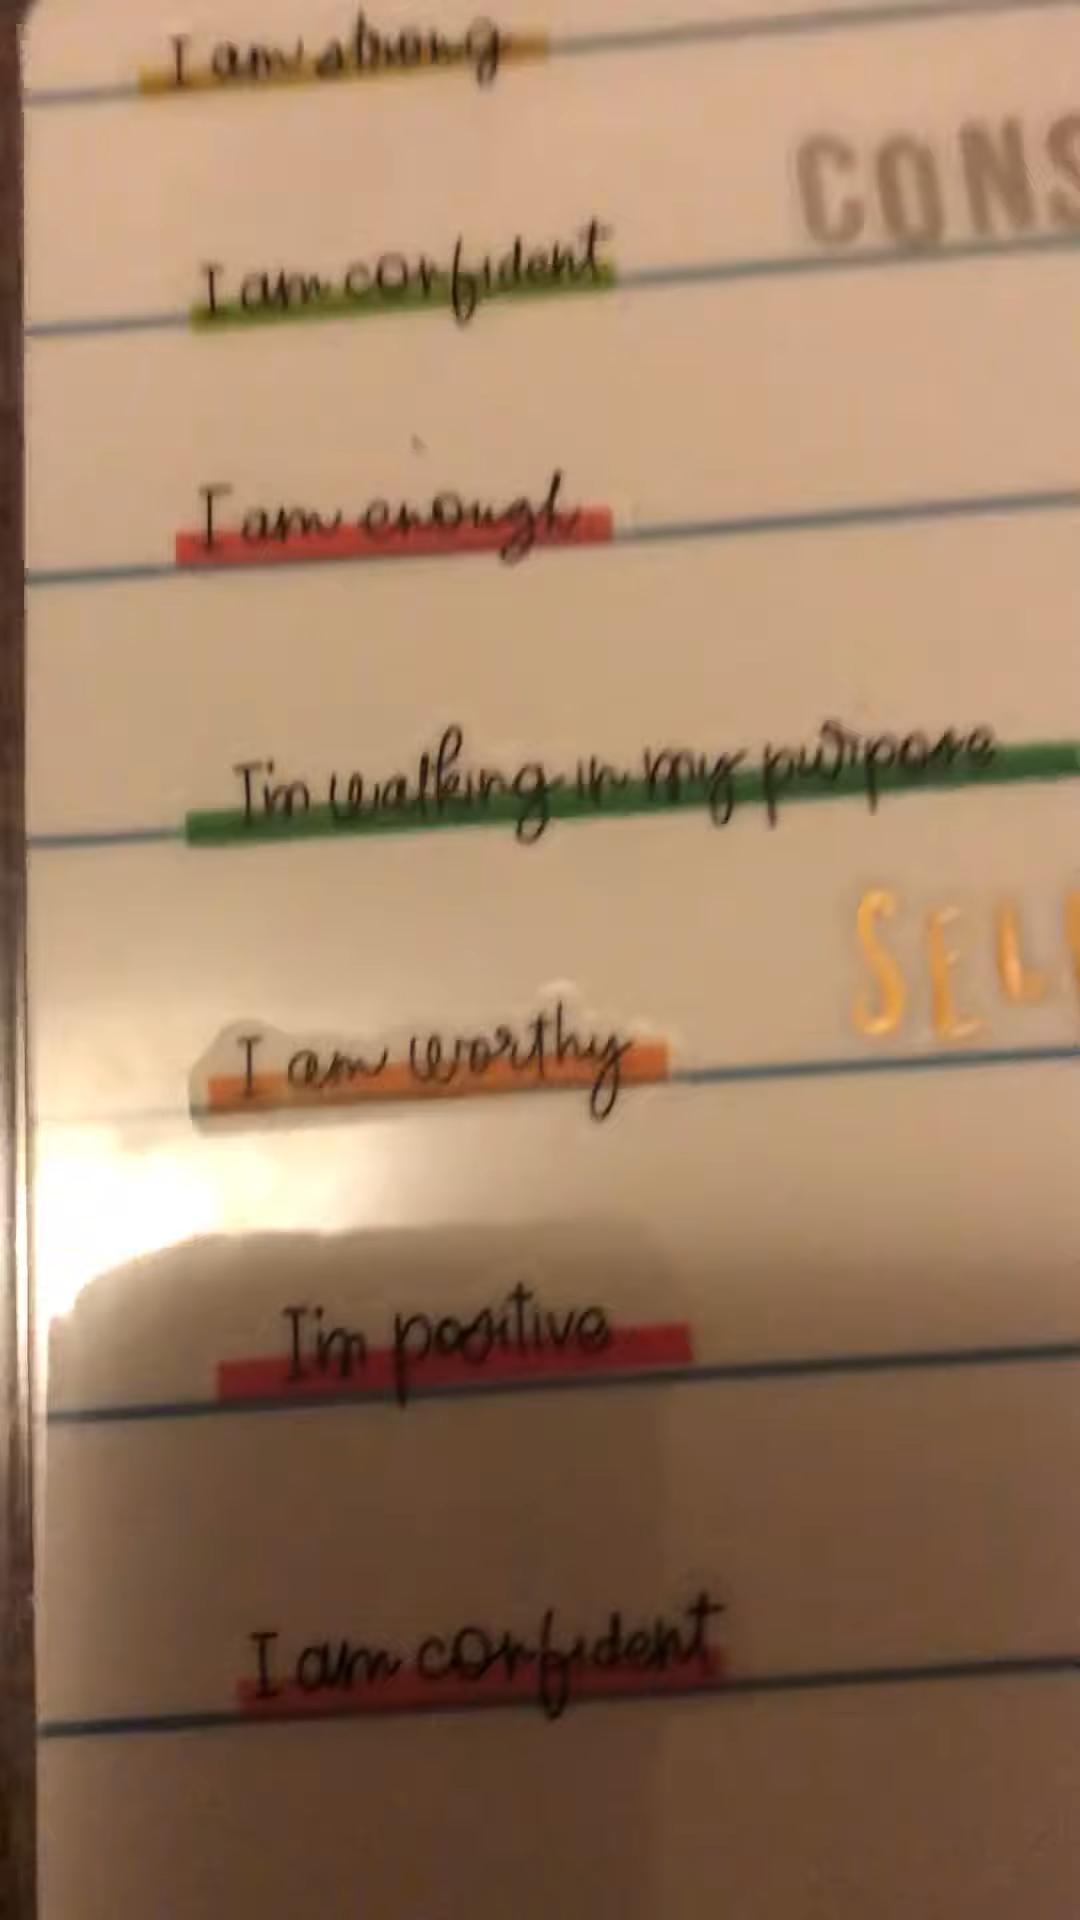 I am strong
CONS
I am confident
I am enough
I'm walking in my purpose
SEL
I am worthy
I'm positive
I am confident